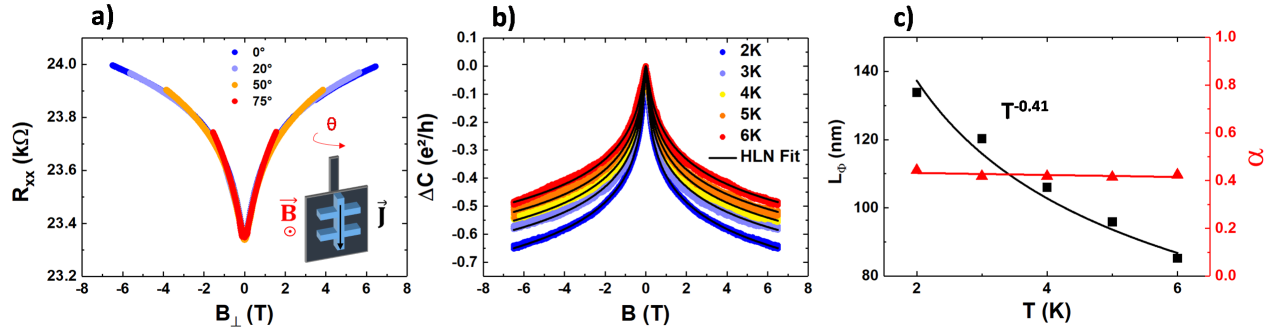 a)
24.0
23.8
23.6
23.4
23.2
-8 -6 -4 -2 0 2 4 6 8
Rxx (kΩ)
B⊥ (T)
0°
20°
50°
75°
θ
B
J
b)
0.1
0.0
-0.1
-0.2
-0.3
-0.4
-0.5
-0.6
-0.7
-8 -6 -4 -2 0 2 4 6 8
ΔC (e²/h)
B (T)
2K
3K
4K
5K
6K
HLN Fit
c)
140
120
100
80
2 4 6
LΦ (nm)
T (K)
T-0.41
1.0
0.8
0.6
0.4
0.2
0.0
α